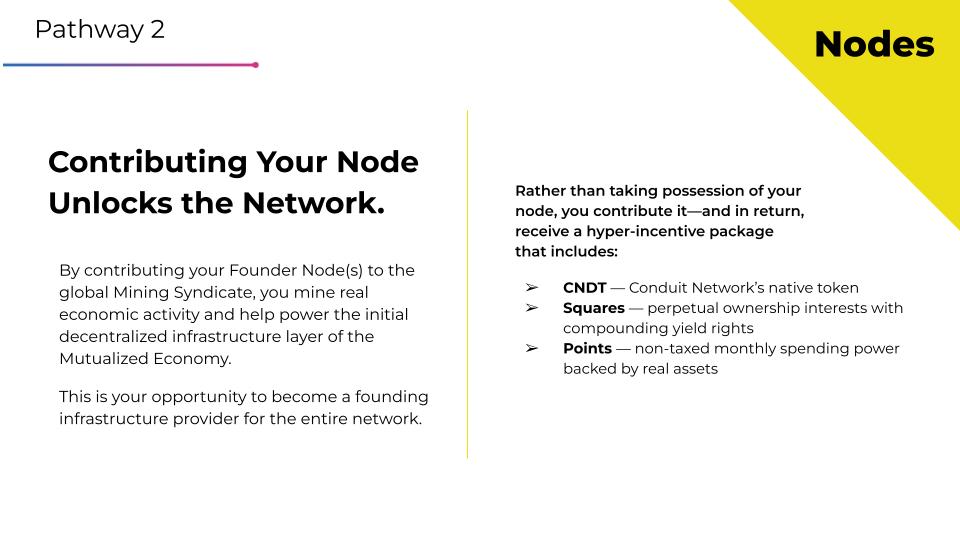 Pathway 2
Nodes
Contributing Your Node
Unlocks the Network.
By contributing your Founder Node(s) to the
global Mining Syndicate, you mine real
economic activity and help power the initial
decentralized infrastructure layer of the
Mutualized Economy.
This is your opportunity to become a founding
infrastructure provider for the entire network.
Rather than taking possession of your
node, you contribute it—and in return,
receive a hyper-incentive package
that includes:
➢ CNDT — Conduit Network’s native token
➢ Squares — perpetual ownership interests with
compounding yield rights
➢ Points — non-taxed monthly spending power
backed by real assets